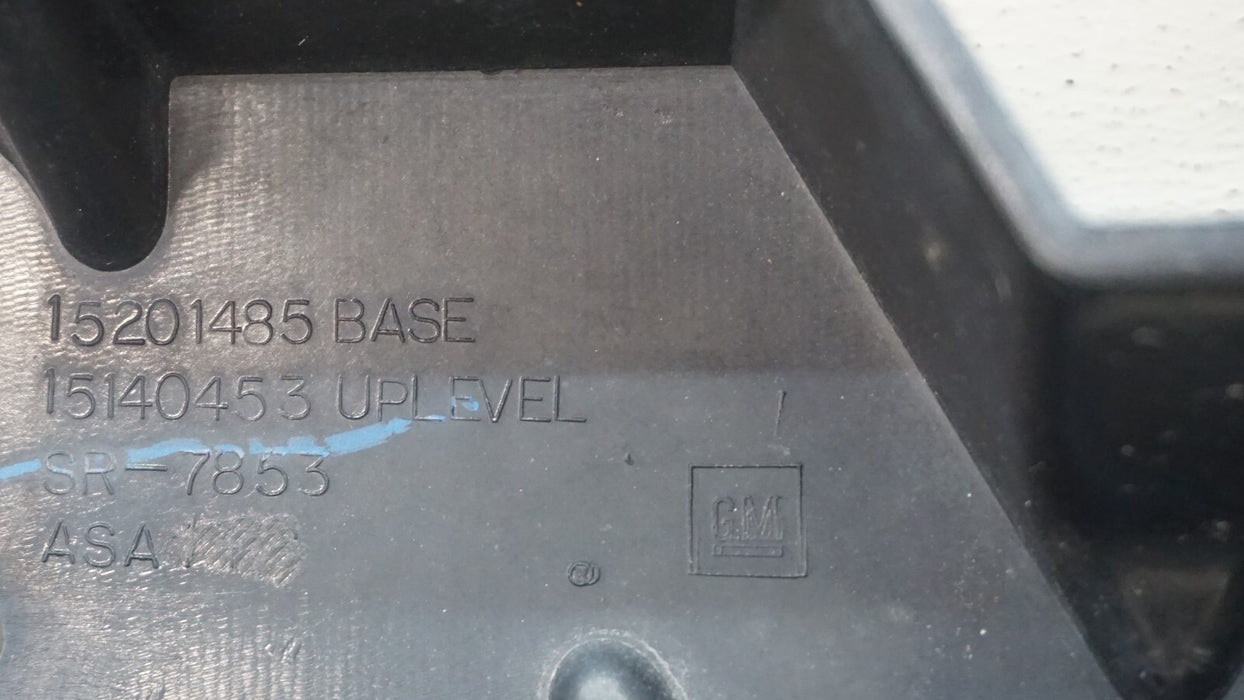 15201485 BASE
15140453 UPLEVEL
SR-7853
ASA
GM